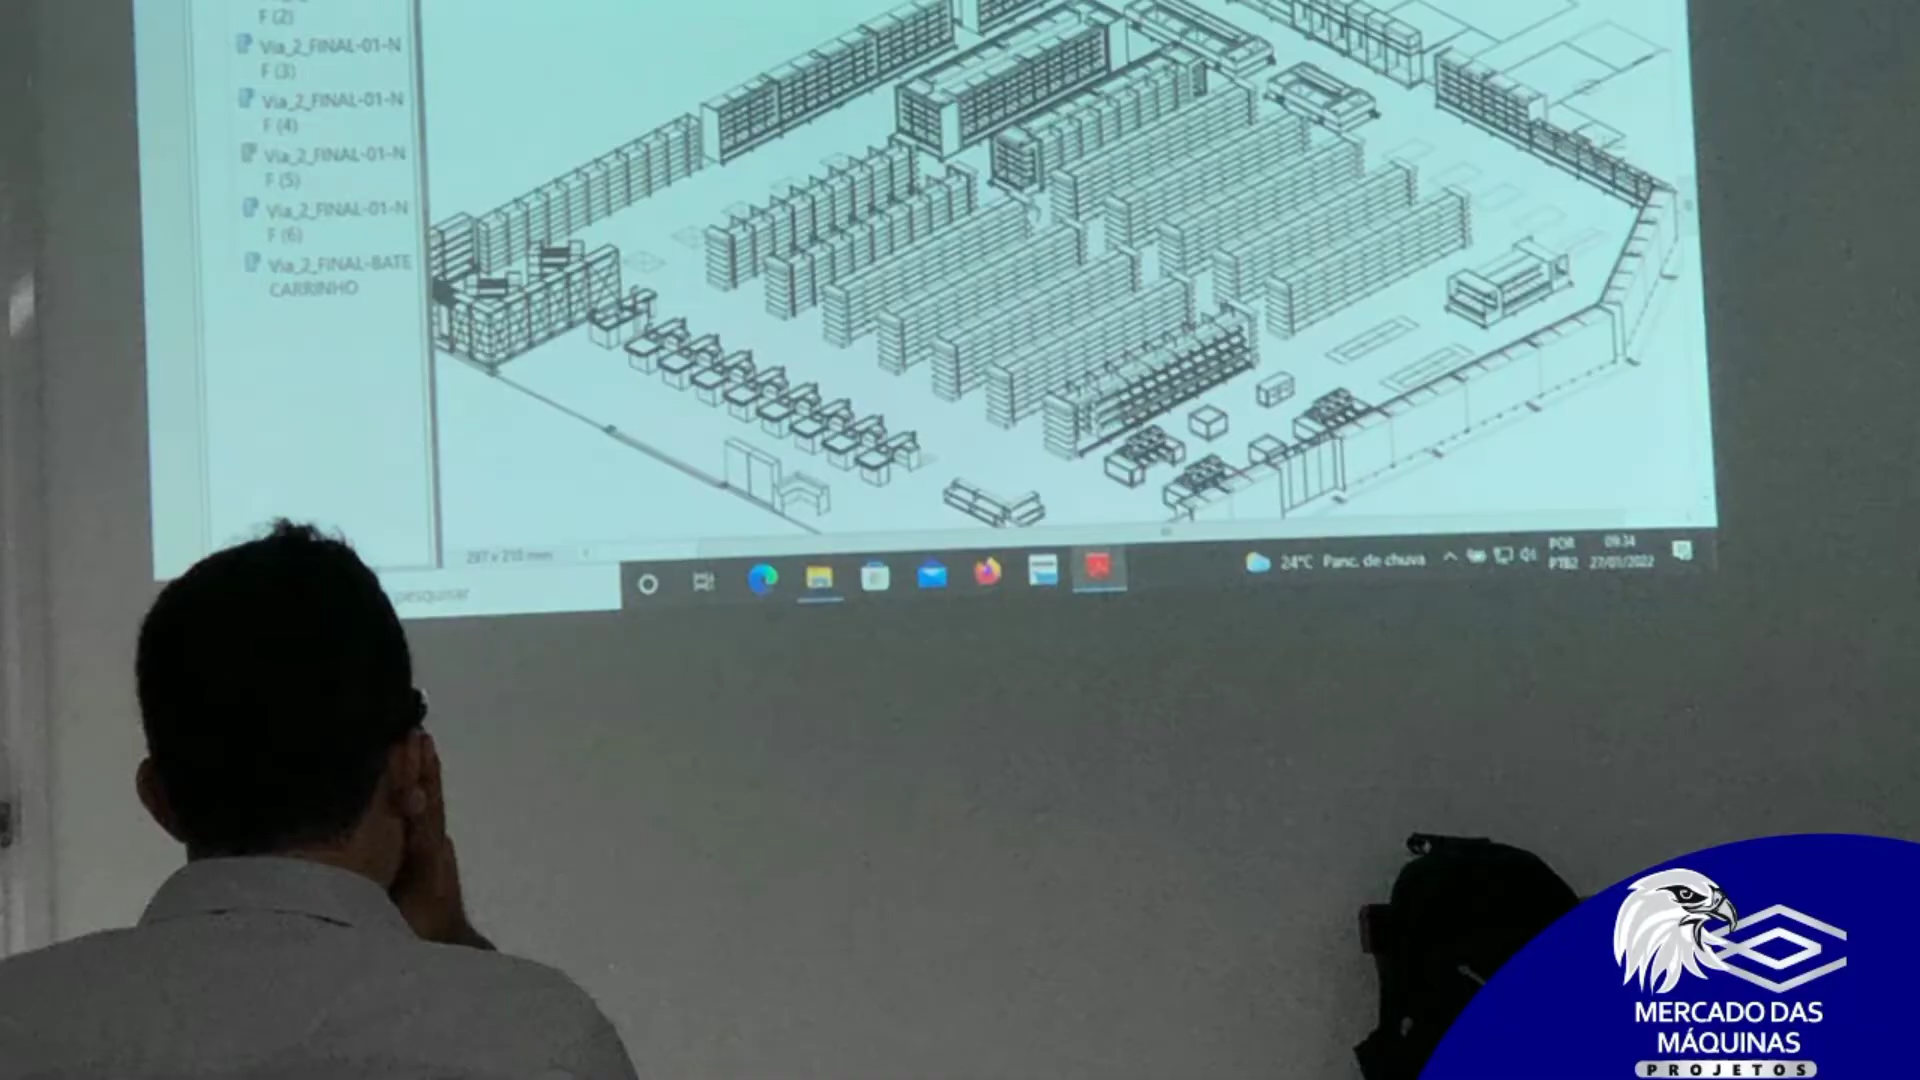 F (2)
Via_2_FINAL-01-N
F (3)
Via_2_FINAL-01-N
F (4)
Via_2_FINAL-01-N
F (5)
Via_2_FINAL-01-N
F (6)
Via_2_FINAL-BATE
CARRINHO
297 x 210 mm
pesquisar
24°C Panc. de chuva
POR
PTB2
09:34
27/01/2022
MERCADO DAS
MÁQUINAS
PROJETOS